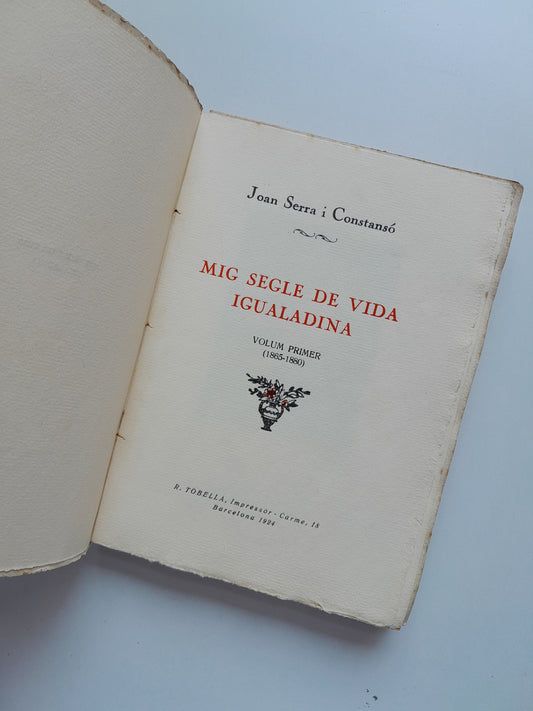 Joan Serra i Constansó
MIG SEGLE DE VIDA
IGUALADINA
VOLUM PRIMER
(1865-1880)
R. TOBELLA, Impressor - Carme, 18
Barcelona 1924